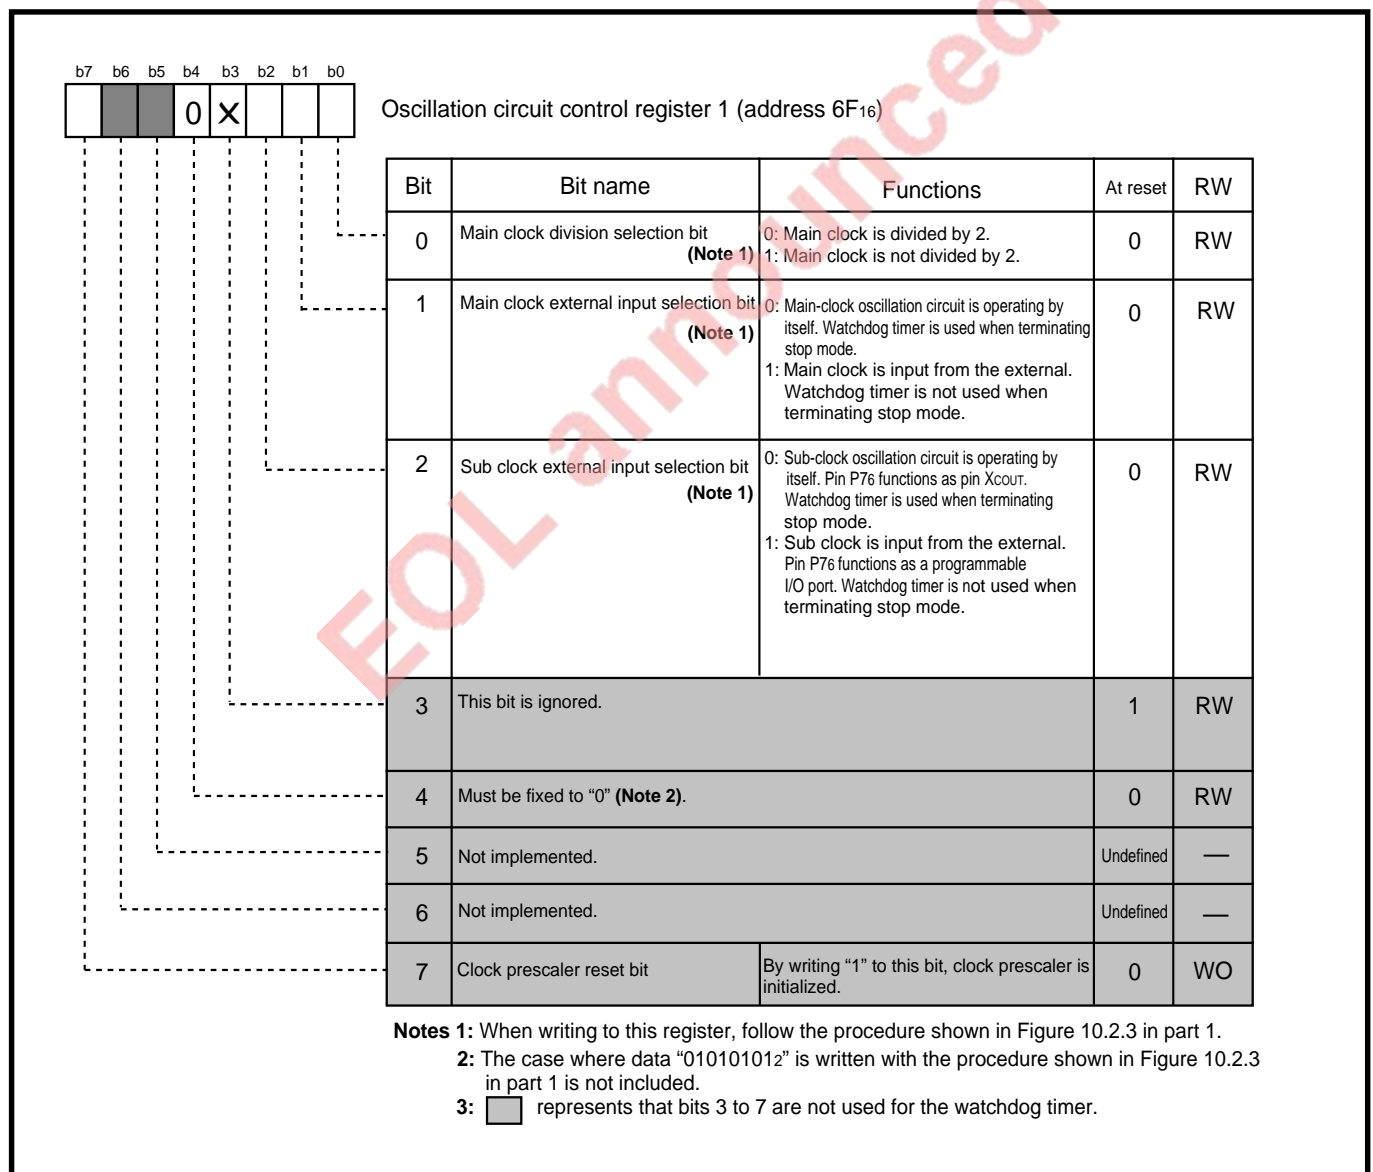 b7 b6 b5 b4 b3 b2 b1 b0
0 X
Oscillation circuit control register 1 (address 6F16)
Bit Bit name Functions At reset RW
0 Main clock division selection bit (Note 1) 0: Main clock is divided by 2. 0 RW
1: Main clock is not divided by 2.
1 Main clock external input selection bit (Note 1) 0: Main-clock oscillation circuit is operating by 0 RW
itself. Watchdog timer is used when terminating
stop mode.
1: Main clock is input from the external.
Watchdog timer is not used when
terminating stop mode.
2 Sub clock external input selection bit (Note 1) 0: Sub-clock oscillation circuit is operating by 0 RW
itself. Pin P76 functions as pin XCOUT.
Watchdog timer is used when terminating
stop mode.
1: Sub clock is input from the external.
Pin P76 functions as a programmable
I/O port. Watchdog timer is not used when
terminating stop mode.
3 This bit is ignored. 1 RW
4 Must be fixed to “0” (Note 2). 0 RW
5 Not implemented. Undefined —
6 Not implemented. Undefined —
7 Clock prescaler reset bit By writing “1” to this bit, clock prescaler is 0 WO
initialized.
Notes 1: When writing to this register, follow the procedure shown in Figure 10.2.3 in part 1.
2: The case where data “010101012” is written with the procedure shown in Figure 10.2.3
in part 1 is not included.
3: represents that bits 3 to 7 are not used for the watchdog timer.
EOL announced